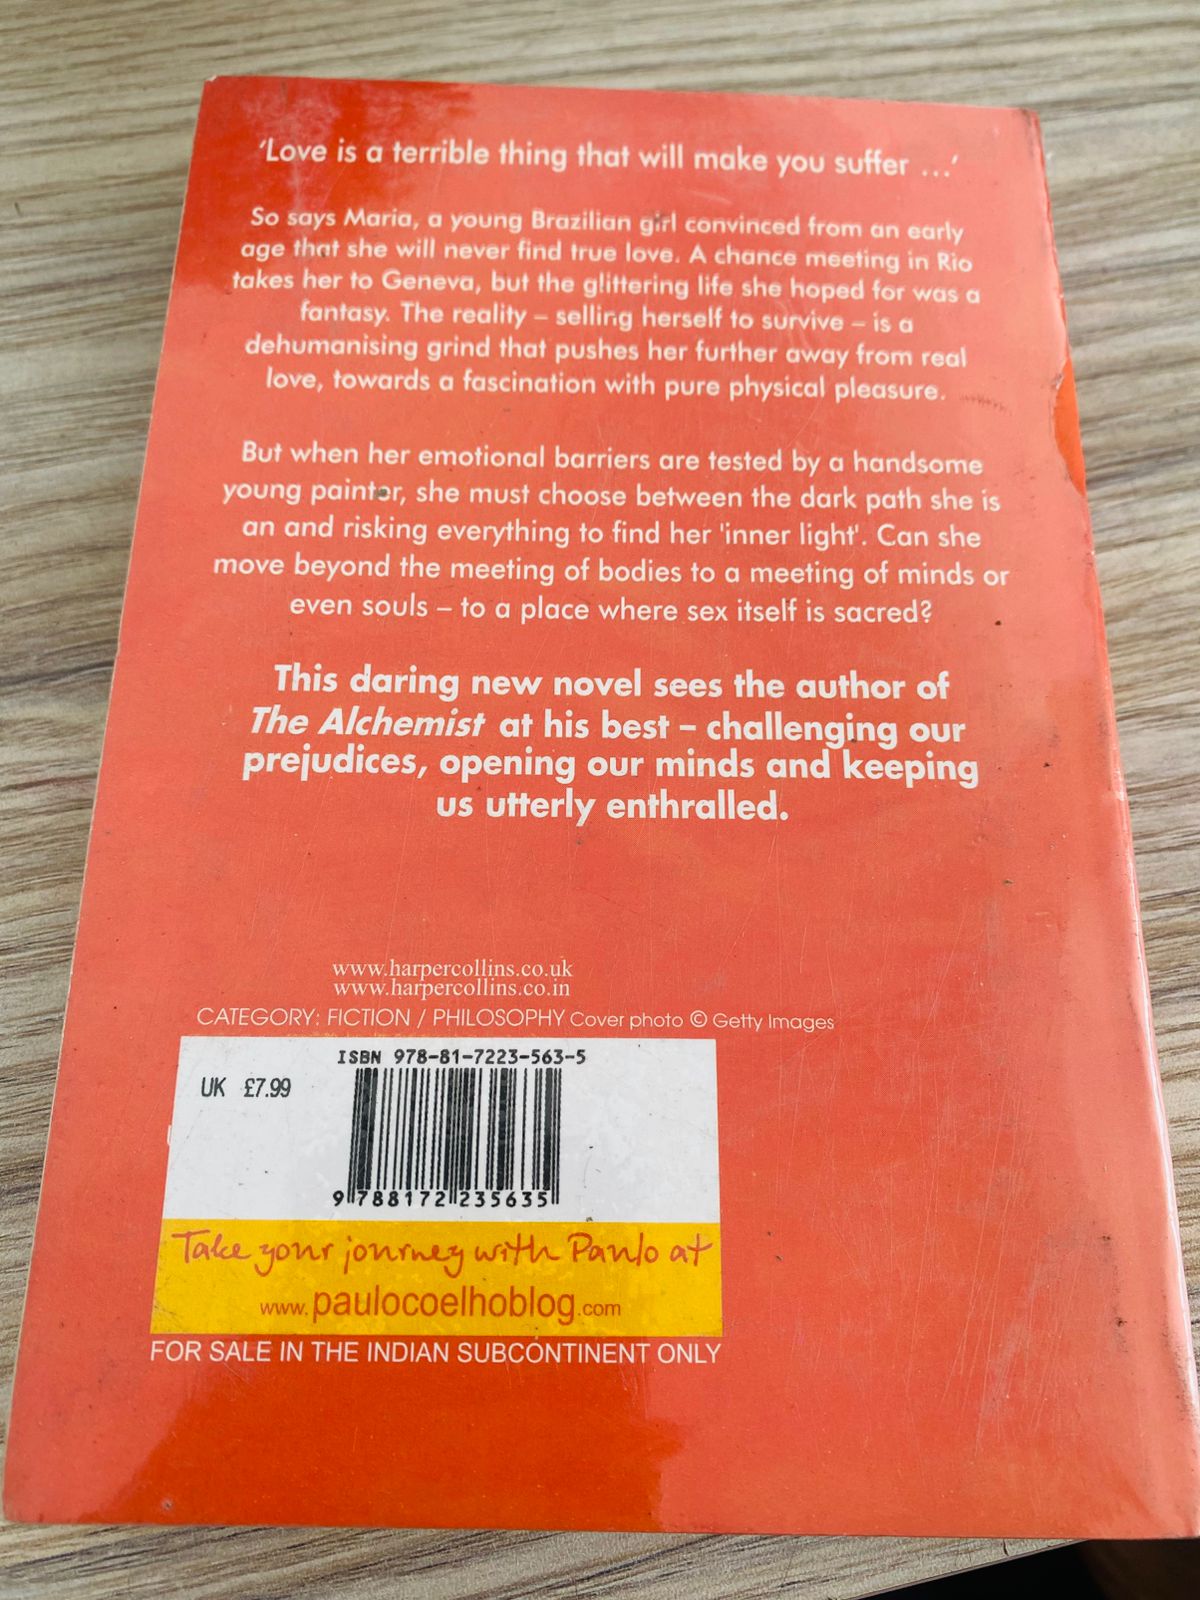 'Love is a terrible thing that will make you suffer ...'
So says Maria, a young Brazilian girl convinced from an early
age that she will never find true love. A chance meeting in Rio
takes her to Geneva, but the glittering life she hoped for was a
fantasy. The reality – selling herself to survive – is a
dehumanising grind that pushes her further away from real
love, towards a fascination with pure physical pleasure.
But when her emotional barriers are tested by a handsome
young painter, she must choose between the dark path she is
an and risking everything to find her 'inner light'. Can she
move beyond the meeting of bodies to a meeting of minds or
even souls – to a place where sex itself is sacred?
This daring new novel sees the author of
The Alchemist at his best – challenging our
prejudices, opening our minds and keeping
us utterly enthralled.
www.harpercollins.co.uk
www.harpercollins.co.in
CATEGORY: FICTION / PHILOSOPHY Cover photo © Getty Images
ISBN 978-81-7223-563-5
UK £7.99
9 788172 235635
Take your journey with Paulo at
www.paulocoelhoblog.com
FOR SALE IN THE INDIAN SUBCONTINENT ONLY